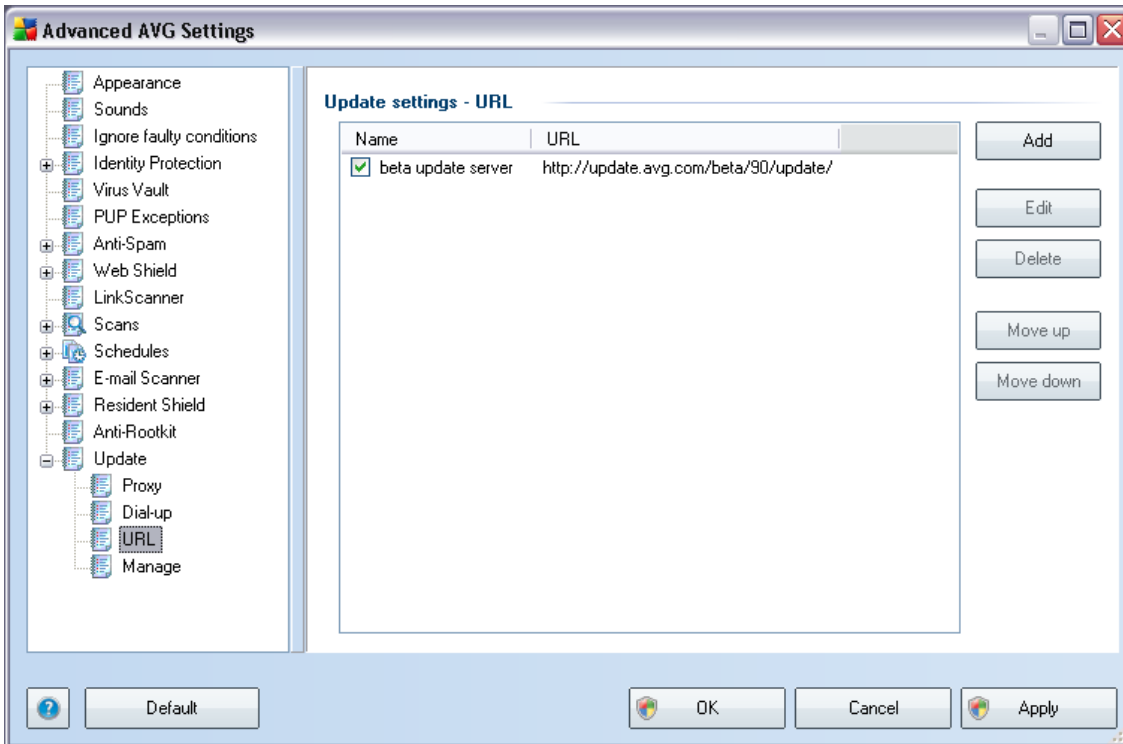 Advanced AVG Settings
Appearance
Sounds
Ignore faulty conditions
Identity Protection
Virus Vault
PUP Exceptions
Anti-Spam
Web Shield
LinkScanner
Scans
Schedules
E-mail Scanner
Resident Shield
Anti-Rootkit
Update
Proxy
Dial-up
URL
Manage
Update settings - URL
Name URL
beta update server http://update.avg.com/beta/90/update/
Add
Edit
Delete
Move up
Move down
? Default OK Cancel Apply